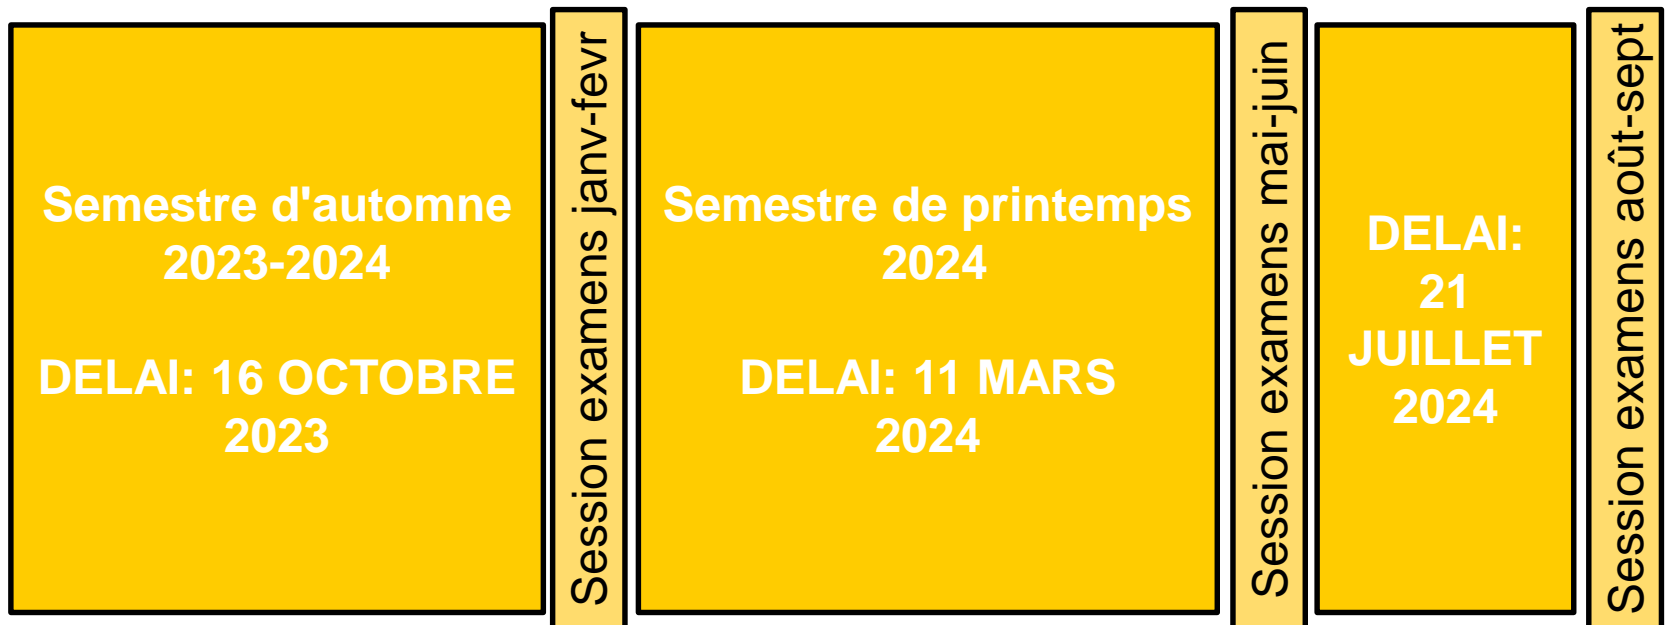 Semestre d'automne
2023-2024
DELAI: 16 OCTOBRE
2023
Session examens janv-fevr
Semestre de printemps
2024
DELAI: 11 MARS
2024
Session examens mai-juin
DELAI:
21
JUILLET
2024
Session examens août-sept